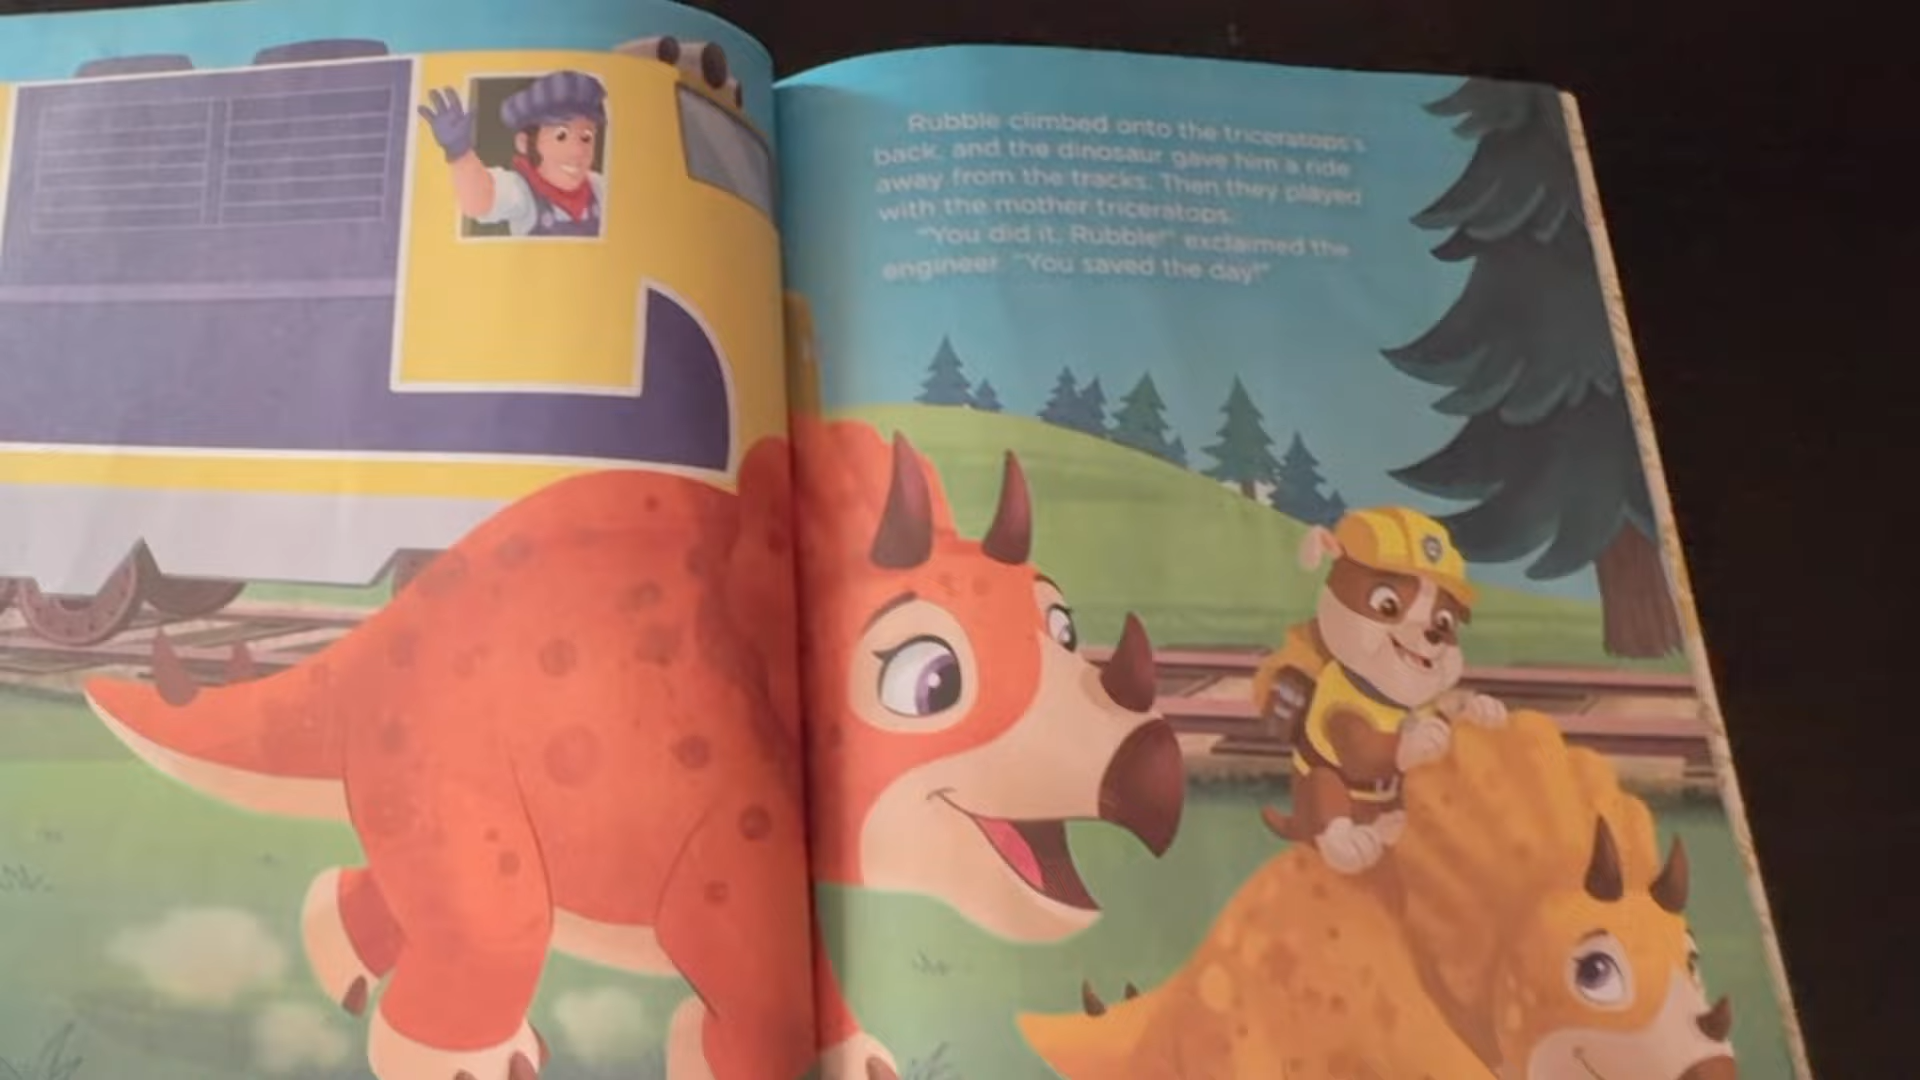 Rubble climbed onto the triceratops's
back, and the dinosaur gave him a ride
away from the tracks. Then they played
with the mother triceratops.
"You did it, Rubble!" exclaimed the
engineer. "You saved the day!"